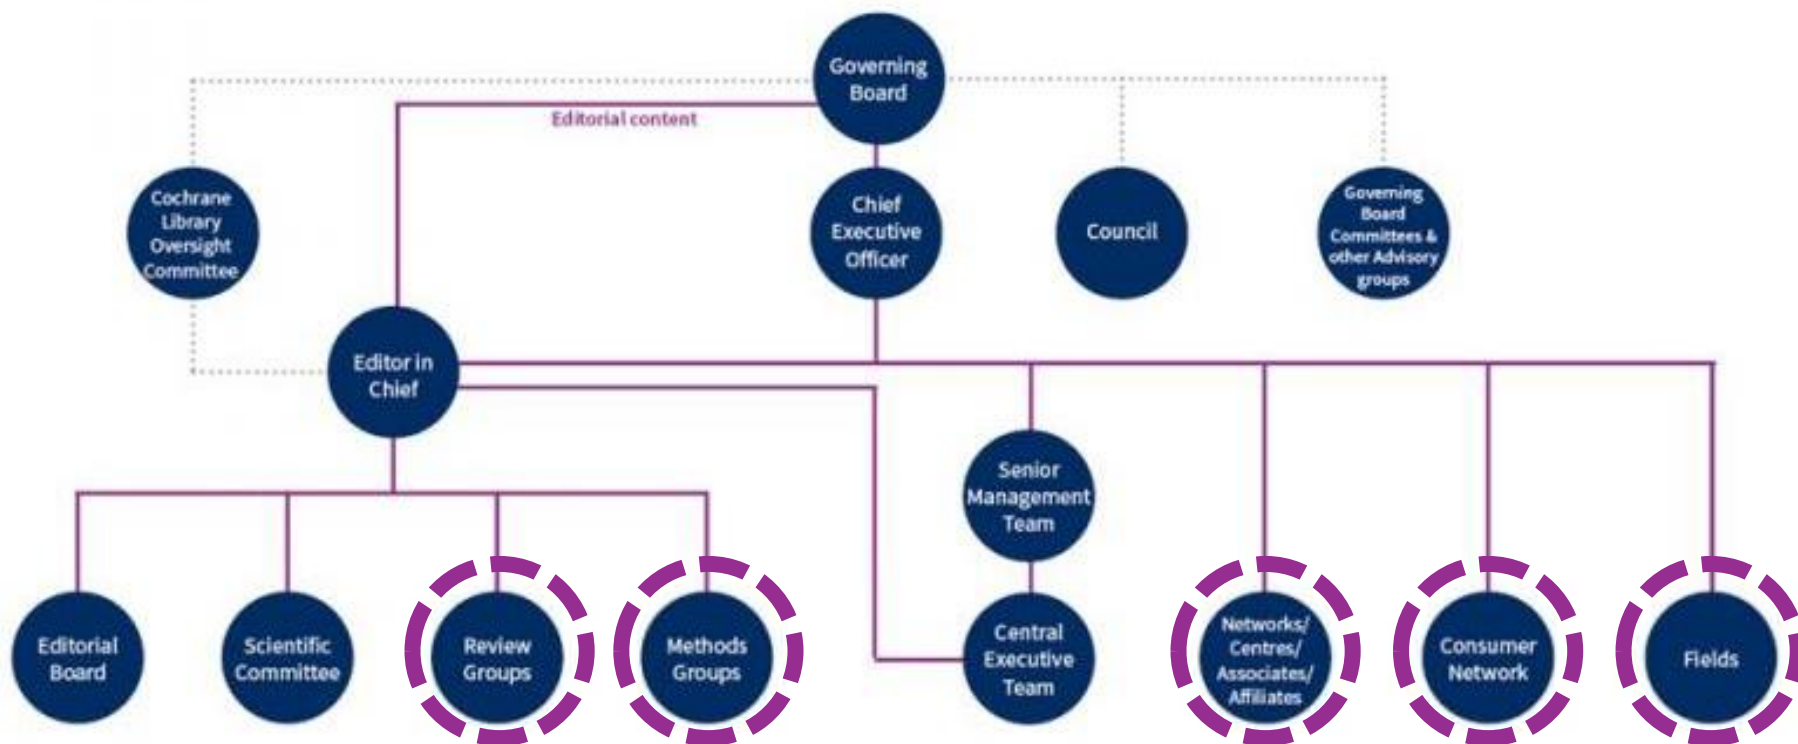 Governing
Board
Editorial content
Cochrane
Library
Oversight
Committee
Chief
Executive
Officer
Council
Governing
Board
Committees &
other Advisory
groups
Editor in
Chief
Senior
Management
Team
Editorial
Board
Scientific
Committee
Review
Groups
Methods
Groups
Central
Executive
Team
Networks/
Centres/
Associates/
Affiliates
Consumer
Network
Fields